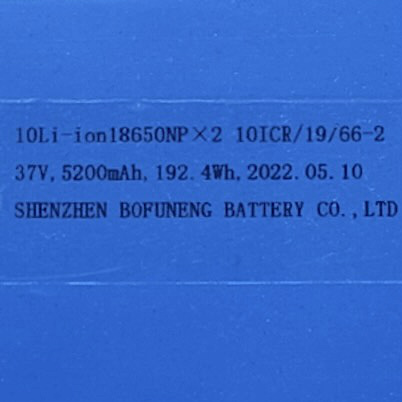 10Li-ion18650NP×2 10ICR/19/66-2
37V, 5200mAh, 192.4Wh, 2022.05.10
SHENZHEN BOFUNENG BATTERY CO.,LTD